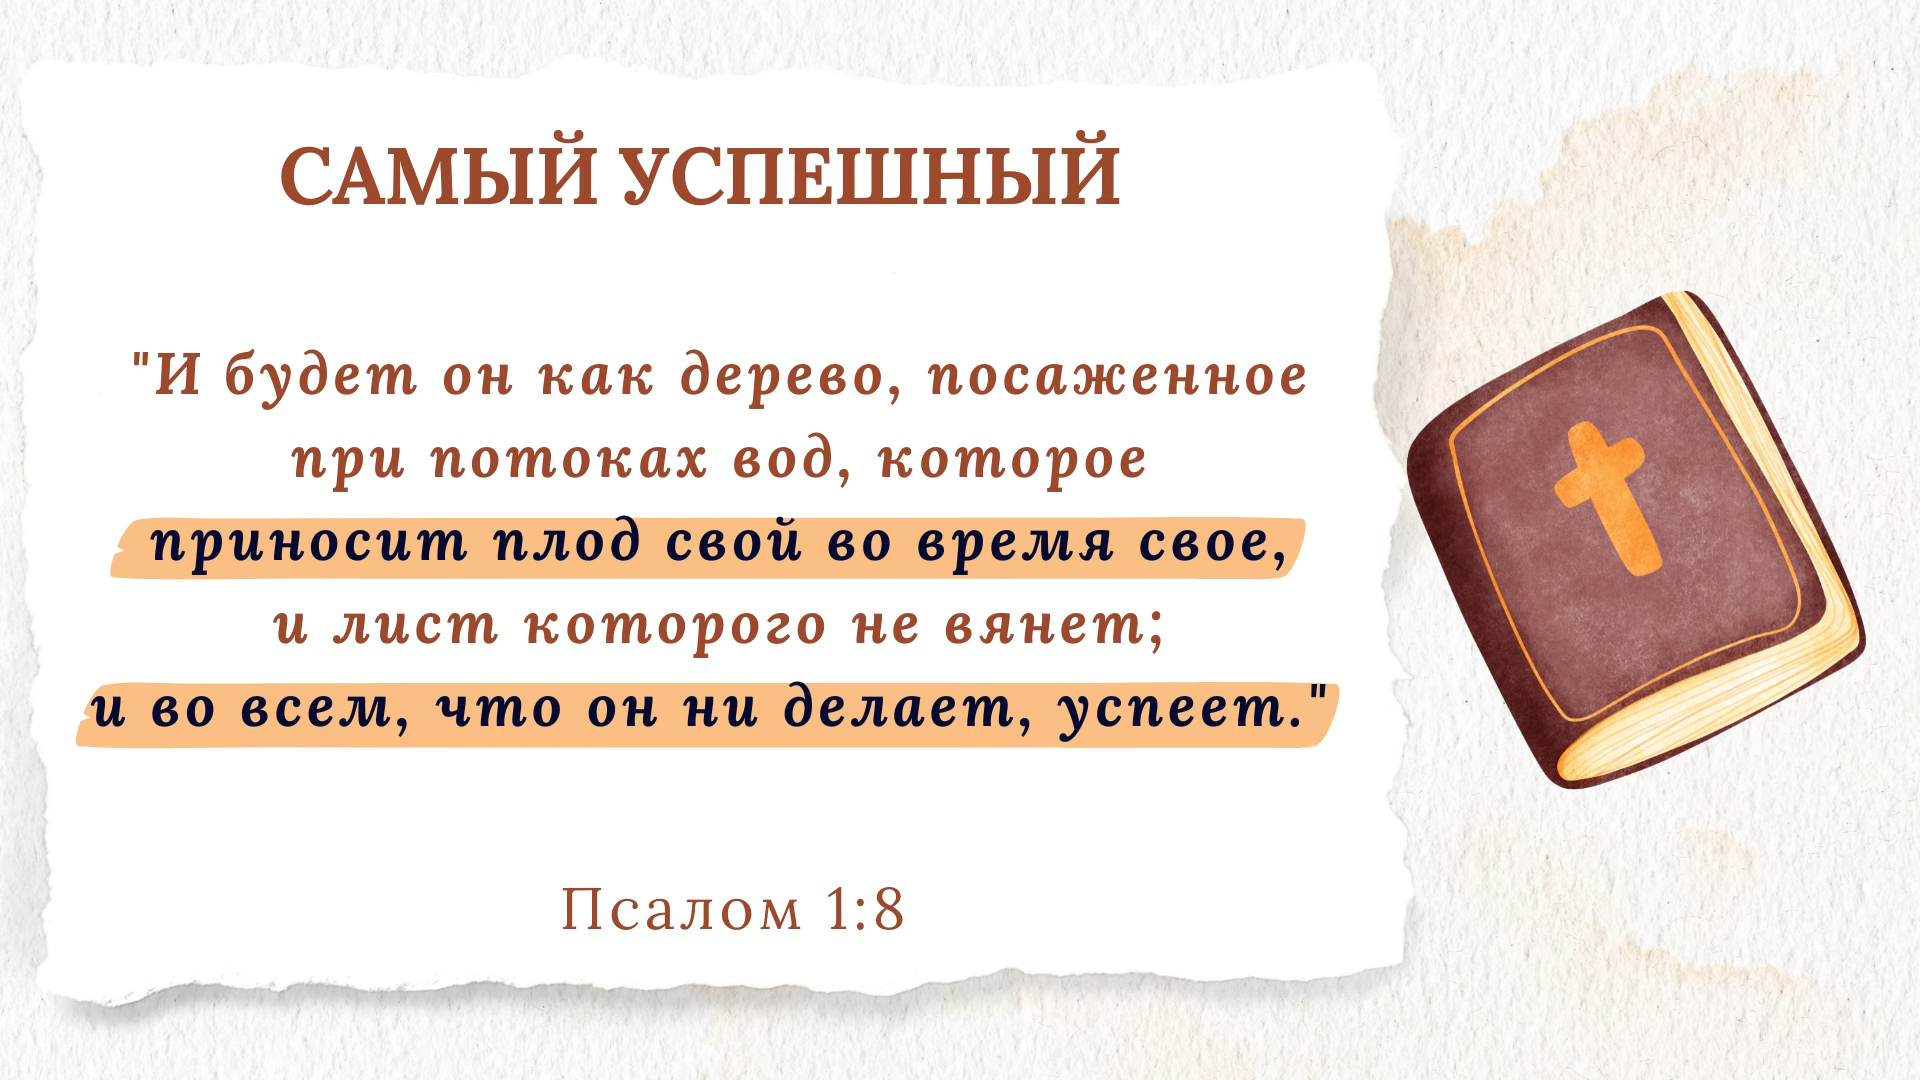 САМЫЙ УСПЕШНЫЙ
"И будет он как дерево, посаженное
при потоках вод, которое
приносит плод свой во время свое,
и лист которого не вянет;
и во всем, что он ни делает, успеет."
Псалом 1:8